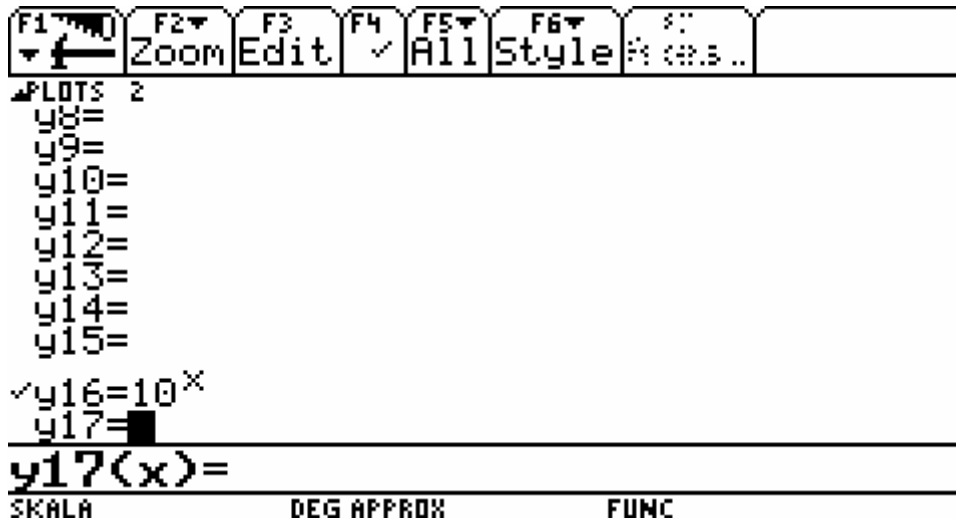 F1 F2 F3 F4 F5 F6
Zoom Edit ✓ All Style
PLOTS 2
y8=
y9=
y10=
y11=
y12=
y13=
y14=
y15=
✓y16=10^x
y17=
y17(x)=
SKALA DEG APPROX FUNC